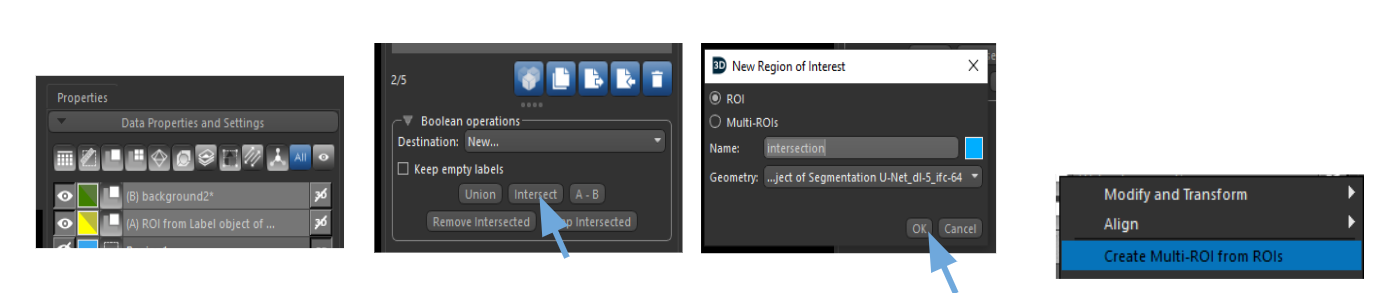 Properties
Data Properties and Settings
All
(B) background2*
(A) ROI from Label object of ...
2/5
Boolean operations
Destination: New...
Keep empty labels
Union Intersect A - B
Remove Intersected Intersected
3D New Region of Interest X
ROI
Multi-ROIs
Name: intersection
Geometry: ...ject of Segmentation U-Net_dl-5_ifc-64
OK Cancel
Modify and Transform
Align
Create Multi-ROI from ROIs